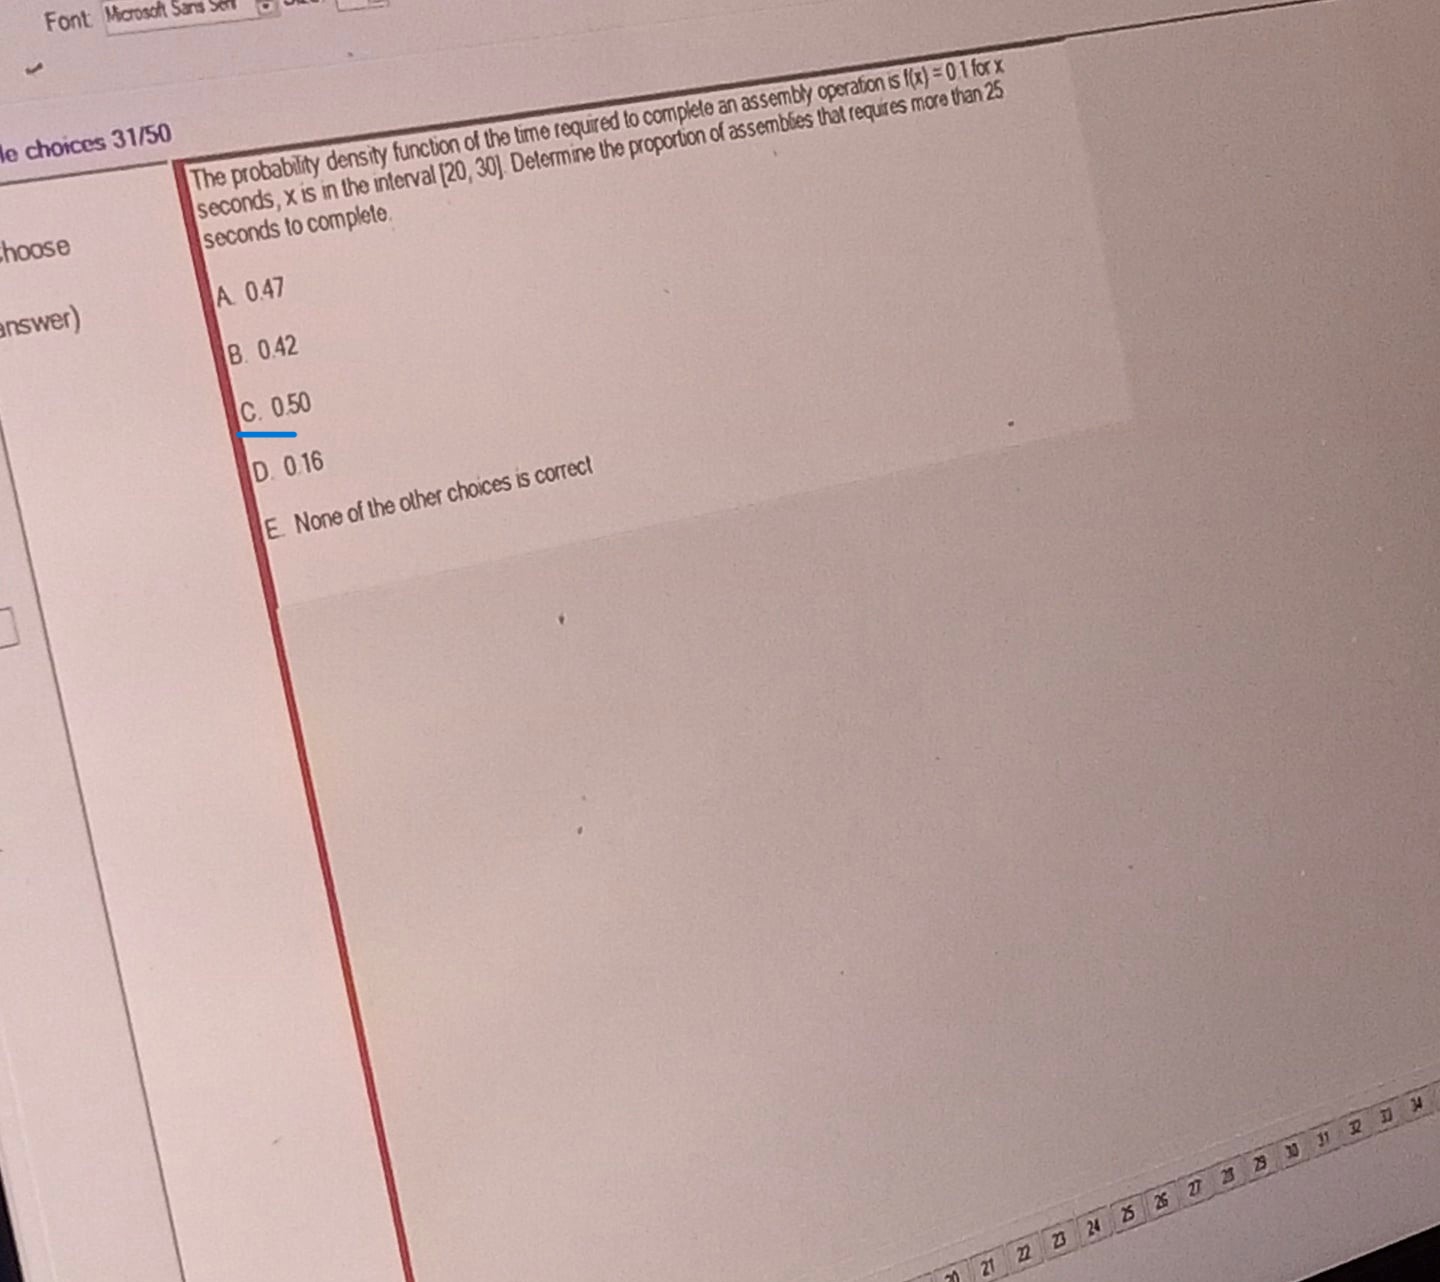 Font: Microsoft Sans Serif
le choices 31/50
The probability density function of the time required to complete an assembly operation is f(x) = 0.1 for x
seconds, x is in the interval [20, 30]. Determine the proportion of assemblies that requires more than 25
seconds to complete.
hoose
A. 0.47
answer)
B. 0.42
C. 0.50
D. 0.16
E. None of the other choices is correct
20 21 22 23 24 25 26 27 28 29 30 31 32 33 34